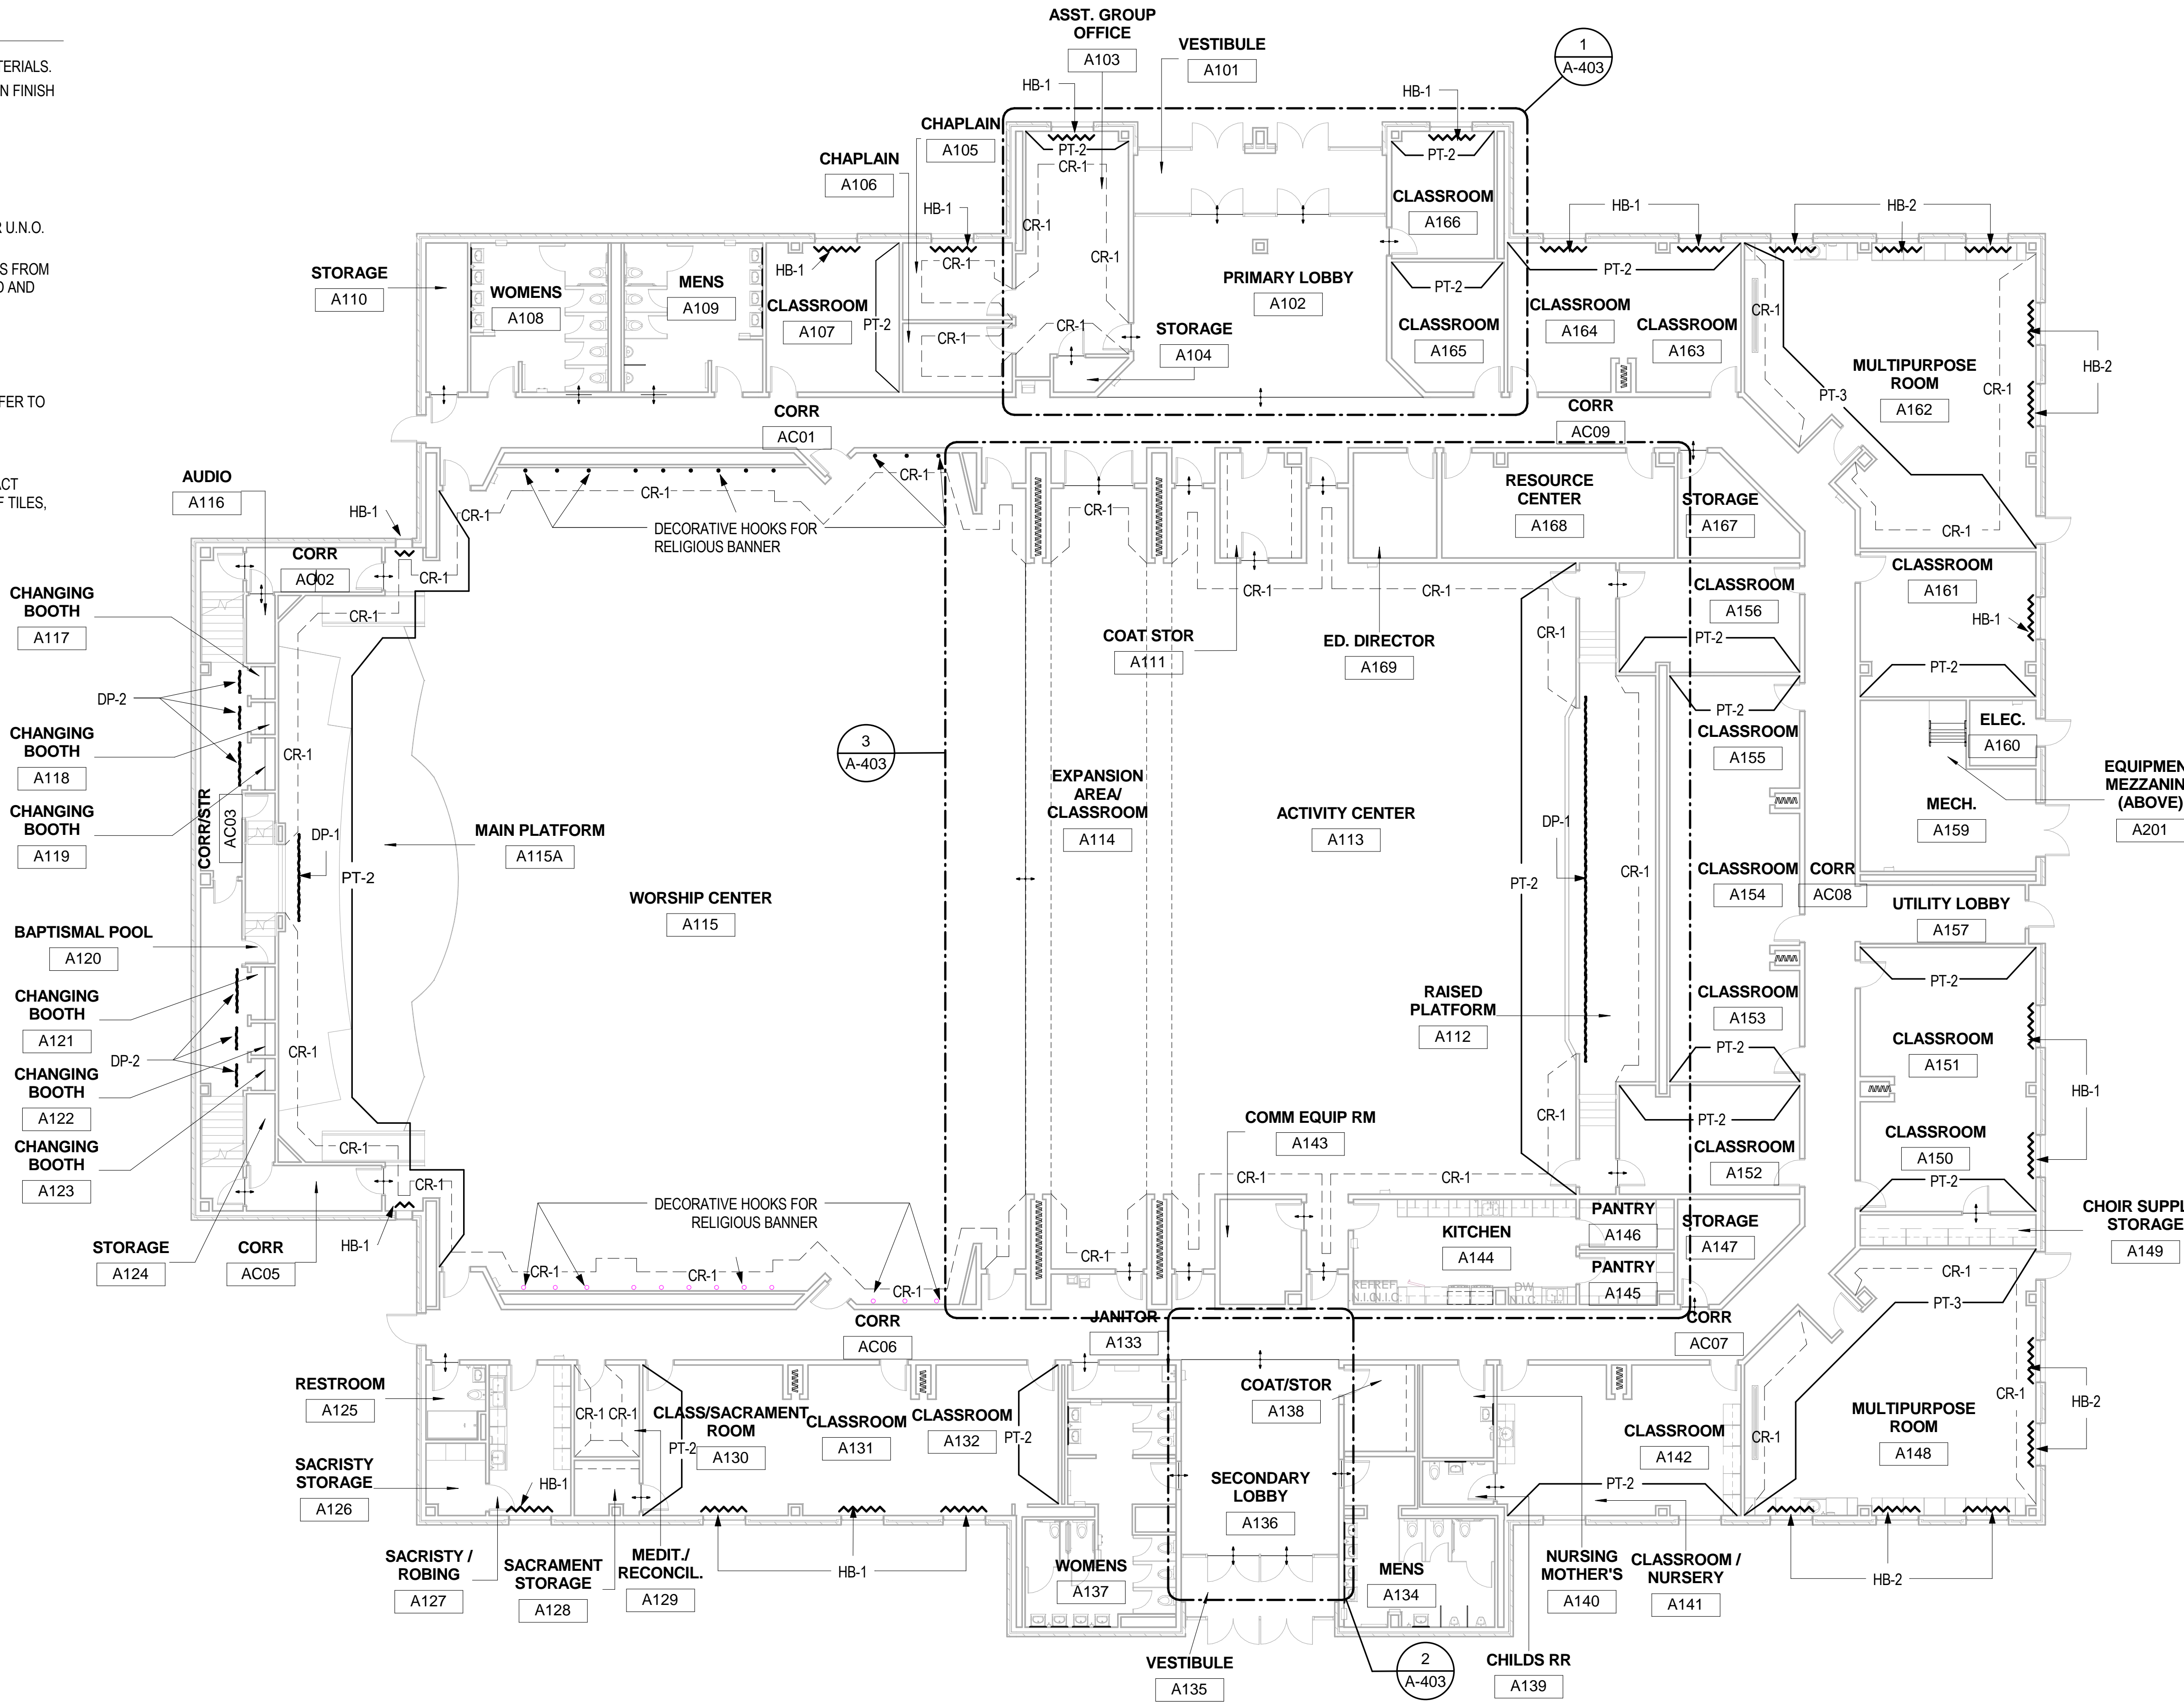 TERIALS.
N FINISH
R U.N.O.
S FROM
D AND
FER TO
ACT
F TILES,
ASST. GROUP
OFFICE
A103
VESTIBULE
A101
1
A-403
HB-1
HB-1
CHAPLAIN
A105
CHAPLAIN
A106
HB-1
PT-2
CR-1
CR-1
CR-1
PT-2
CLASSROOM
A166
HB-1
HB-2
STORAGE
A110
WOMENS
A108
MENS
A109
HB-1
CLASSROOM
A107
PT-2
CR-1
CR-1
CR-1
STORAGE
A104
PRIMARY LOBBY
A102
PT-2
CLASSROOM
A165
PT-2
CLASSROOM
A164
CLASSROOM
A163
CR-1
MULTIPURPOSE
ROOM
A162
CR-1
PT-3
HB-2
CORR
AC01
CORR
AC09
AUDIO
A116
HB-1
CR-1
CR-1
CR-1
DECORATIVE HOOKS FOR
RELIGIOUS BANNER
CR-1
RESOURCE
CENTER
A168
STORAGE
A167
CR-1
CORR
AC02
CR-1
CR-1
CHANGING
BOOTH
A117
CR-1
CR-1
CR-1
COAT STOR
A111
ED. DIRECTOR
A169
CR-1
CLASSROOM
A156
PT-2
CLASSROOM
A161
HB-1
PT-2
DP-2
CHANGING
BOOTH
A118
CHANGING
BOOTH
A119
CR-1
CORR/STR
AC03
DP-1
MAIN PLATFORM
A115A
PT-2
3
A-403
EXPANSION
AREA/
CLASSROOM
A114
ACTIVITY CENTER
A113
DP-1
PT-2
CR-1
PT-2
CLASSROOM
A155
ELEC.
A160
MECH.
A159
EQUIPMEN
MEZZANIN
(ABOVE)
A201
WORSHIP CENTER
A115
CLASSROOM
A154
CORR
AC08
UTILITY LOBBY
A157
BAPTISMAL POOL
A120
CHANGING
BOOTH
A121
DP-2
CR-1
CHANGING
BOOTH
A122
CHANGING
BOOTH
A123
RAISED
PLATFORM
A112
CLASSROOM
A153
PT-2
PT-2
CLASSROOM
A151
HB-1
COMM EQUIP RM
A143
CR-1
PT-2
CLASSROOM
A152
CLASSROOM
A150
PT-2
CR-1
CR-1
CR-1
CR-1
HB-1
STORAGE
A124
CORR
AC05
DECORATIVE HOOKS FOR
RELIGIOUS BANNER
CR-1
CR-1
CR-1
CR-1
KITCHEN
A144
PANTRY
A146
PANTRY
A145
REF
REF
N.I.C.
N.I.C.
DW
N.I.C.
STORAGE
A147
CHOIR SUPPL
STORAGE
A149
CR-1
PT-3
CORR
AC06
JANITOR
A133
CORR
AC07
RESTROOM
A125
CR-1
CR-1
CLASS/SACRAMENT
ROOM
A130
PT-2
CLASSROOM
A131
CLASSROOM
A132
PT-2
COAT/STOR
A138
CLASSROOM
A142
CR-1
MULTIPURPOSE
ROOM
A148
CR-1
HB-2
SACRISTY
STORAGE
A126
HB-1
SECONDARY
LOBBY
A136
PT-2
SACRISTY /
ROBING
A127
SACRAMENT
STORAGE
A128
MEDIT./
RECONCIL.
A129
HB-1
WOMENS
A137
MENS
A134
NURSING
MOTHER'S
A140
CLASSROOM /
NURSERY
A141
HB-2
VESTIBULE
A135
2
A-403
CHILDS RR
A139